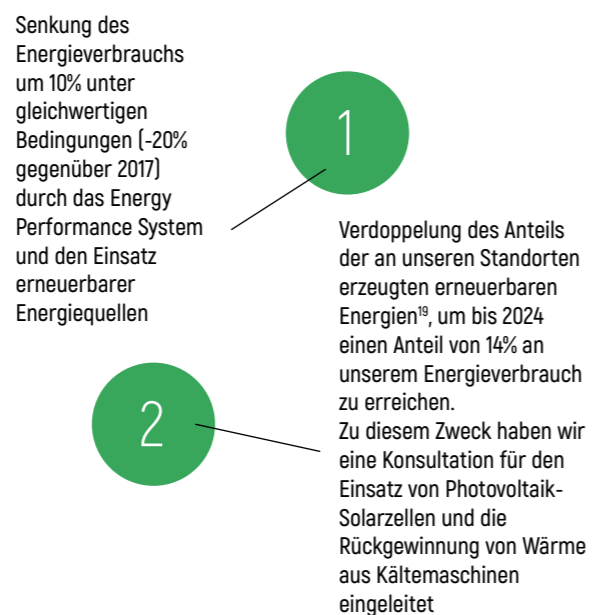 Senkung des
Energieverbrauchs
um 10% unter
gleichwertigen
Bedingungen (-20%
gegenüber 2017)
durch das Energy
Performance System
und den Einsatz
erneuerbarer
Energiequellen
1
Verdoppelung des Anteils
der an unseren Standorten
erzeugten erneuerbaren
Energien¹⁹, um bis 2024
einen Anteil von 14% an
unserem Energieverbrauch
zu erreichen.
Zu diesem Zweck haben wir
eine Konsultation für den
Einsatz von Photovoltaik-
Solarzellen und die
Rückgewinnung von Wärme
aus Kältemaschinen
eingeleitet
2